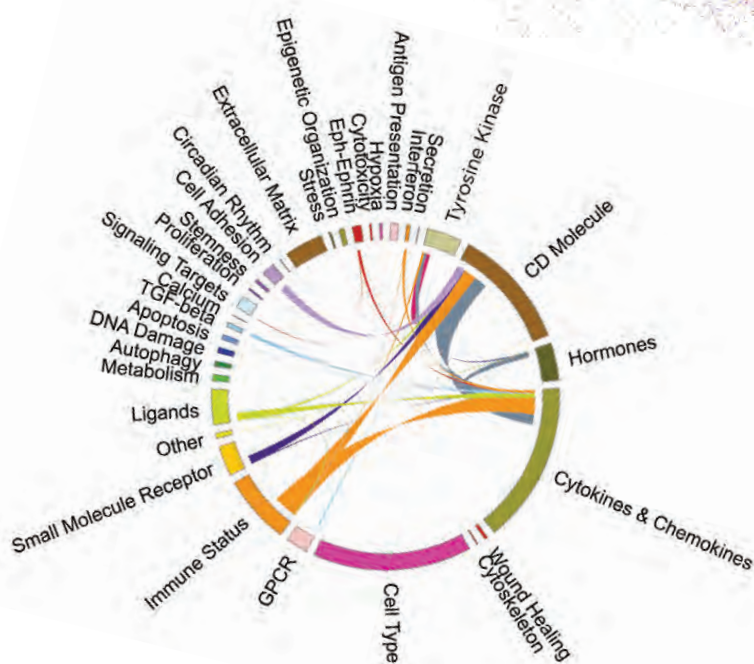 Epigenetic Organization
Eph-Ephrin
Cytotoxicity
Hypoxia
Antigen Presentation
Interferon
Secretion
Tyrosine Kinase
CD Molecule
Hormones
Cytokines & Chemokines
Wound Healing
Cytoskeleton
Cell Type
GPCR
Immune Status
Small Molecule Receptor
Other
Ligands
Metabolism
Autophagy
DNA Damage
Apoptosis
TGF-beta
Calcium
Signaling Targets
Proliferation
Stemness
Cell Adhesion
Circadian Rhythm
Extracellular Matrix
Stress